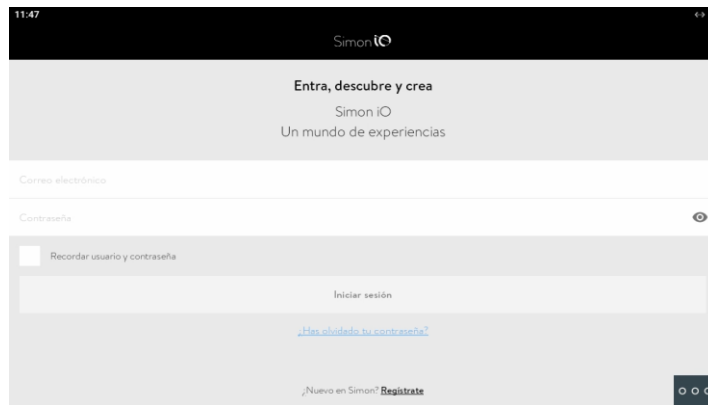 11:47
Simon iO
Entra, descubre y crea
Simon iO
Un mundo de experiencias
Correo electrónico
Contraseña
Recordar usuario y contraseña
Iniciar sesión
¿Has olvidado tu contraseña?
¿Nuevo en Simon? Regístrate